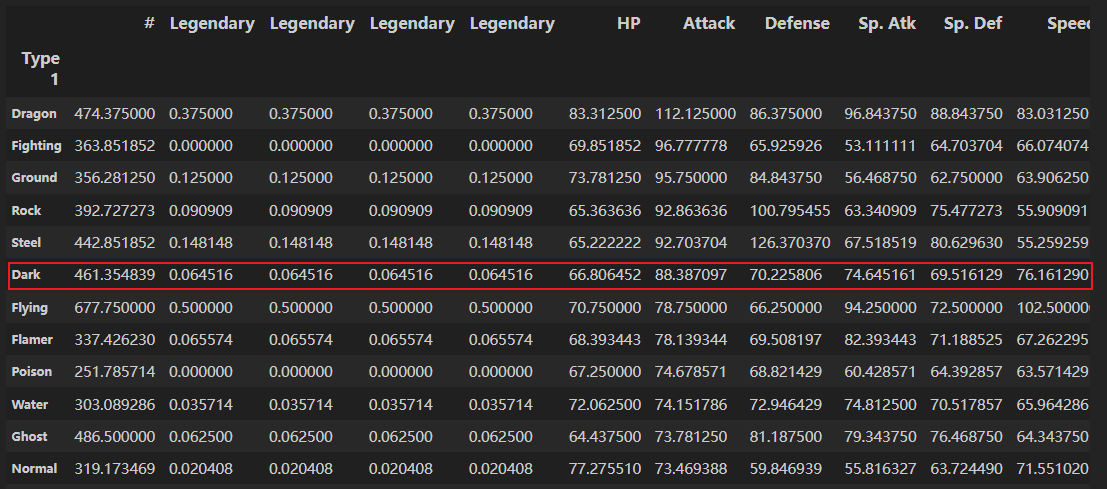 # Legendary Legendary Legendary Legendary HP Attack Defense Sp. Atk Sp. Def Speed
Type
1
Dragon 474.375000 0.375000 0.375000 0.375000 0.375000 83.312500 112.125000 86.375000 96.843750 88.843750 83.031250
Fighting 363.851852 0.000000 0.000000 0.000000 0.000000 69.851852 96.777778 65.925926 53.111111 64.703704 66.074074
Ground 356.281250 0.125000 0.125000 0.125000 0.125000 73.781250 95.750000 84.843750 56.468750 62.750000 63.906250
Rock 392.727273 0.090909 0.090909 0.090909 0.090909 65.363636 92.863636 100.795455 63.340909 75.477273 55.909091
Steel 442.851852 0.148148 0.148148 0.148148 0.148148 65.222222 92.703704 126.370370 67.518519 80.629630 55.259259
Dark 461.354839 0.064516 0.064516 0.064516 0.064516 66.806452 88.387097 70.225806 74.645161 69.516129 76.161290
Flying 677.750000 0.500000 0.500000 0.500000 0.500000 70.750000 78.750000 66.250000 94.250000 72.500000 102.500000
Flamer 337.426230 0.065574 0.065574 0.065574 0.065574 68.393443 78.139344 69.508197 82.393443 71.188525 67.262295
Poison 251.785714 0.000000 0.000000 0.000000 0.000000 67.250000 74.678571 68.821429 60.428571 64.392857 63.571429
Water 303.089286 0.035714 0.035714 0.035714 0.035714 72.062500 74.151786 72.946429 74.812500 70.517857 65.964286
Ghost 486.500000 0.062500 0.062500 0.062500 0.062500 64.437500 73.781250 81.187500 79.343750 76.468750 64.343750
Normal 319.173469 0.020408 0.020408 0.020408 0.020408 77.275510 73.469388 59.846939 55.816327 63.724490 71.551020